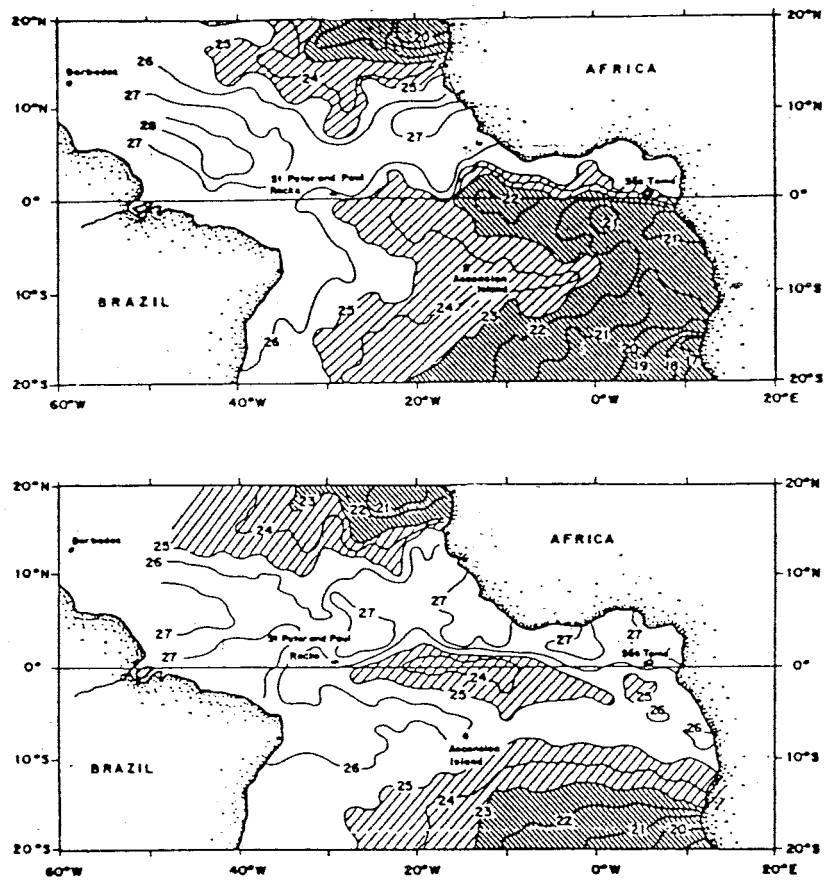 20°N
20°N
25
20
26
Barbados
24
AFRICA
27
25
10°N
10°N
28
27
27
St Peter and Paul
Rocks
São Tomé
0°
0°
22
21
21
Ascension
Island
10°S
10°S
BRAZIL
25
24
23
22
21
26
19
18
17
20°S
20°S
60°W
40°W
20°W
0°W
20°E
20°N
20°N
23
22
21
24
Barbados
25
AFRICA
26
10°N
10°N
27
27
27
27
27
St Peter and Paul
Rocks
27
São Tomé
0°
0°
24
25
25
26
26
10°S
10°S
Ascension
Island
BRAZIL
26
25
24
23
22
21
20
20°S
20°S
60°W
40°W
20°W
0°W
20°E